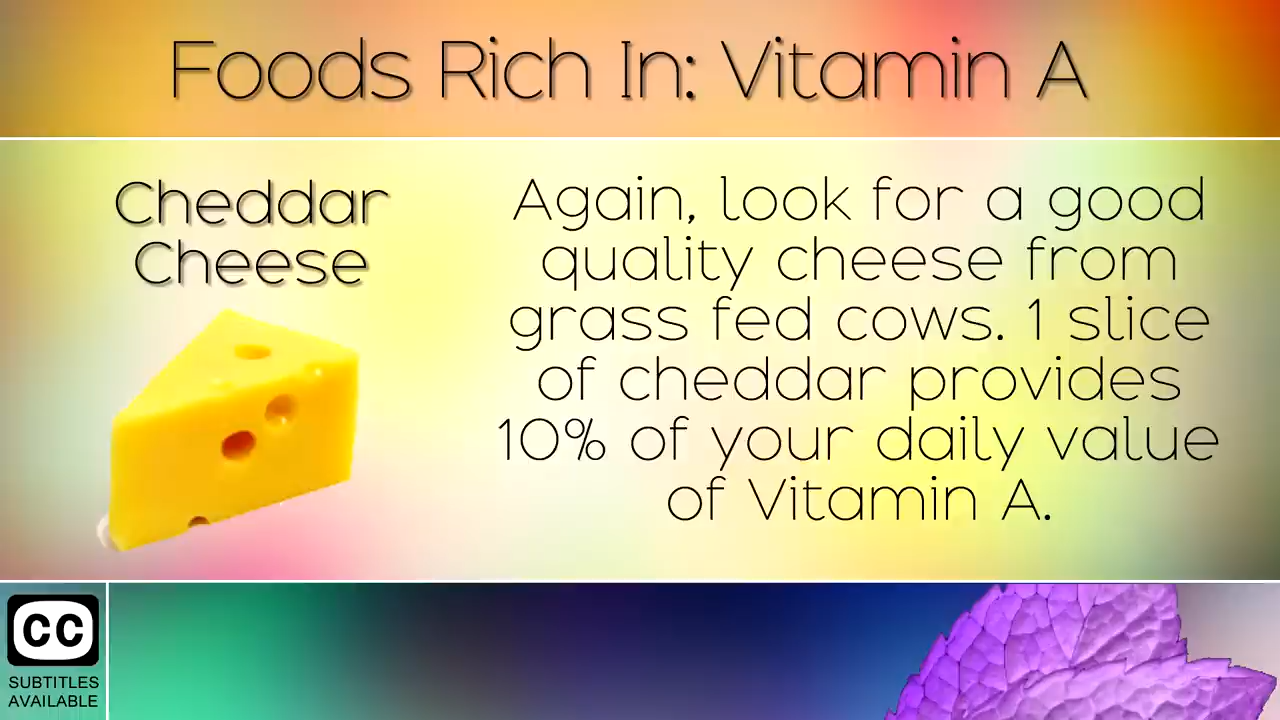 Foods Rich In: Vitamin A
Cheddar
Cheese
Again, look for a good
quality cheese from
grass fed cows. 1 slice
of cheddar provides
10% of your daily value
of Vitamin A.
CC
SUBTITLES
AVAILABLE